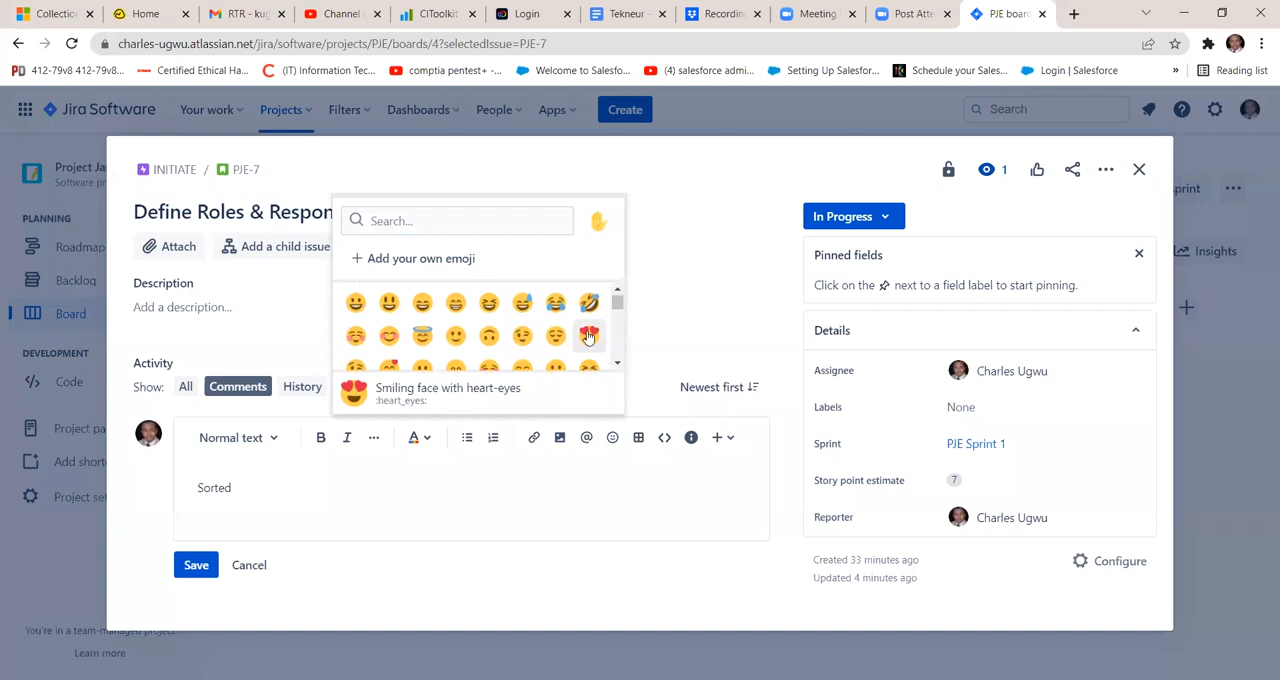 Collection
Home
M RTR - kug
Channel c
CIToolkit
Login
Tekneur -
Recordin
Meeting I
Post Atte
PJE board
charles-ugwu.atlassian.net/jira/software/projects/PJE/boards/4?selectedIssue=PJE-7
412-79v8 412-79v8...
Certified Ethical Ha...
(IT) Information Tec...
comptia pentest+ -...
Welcome to Salesfo...
(4) salesforce admi...
Setting Up Salesfor...
Schedule your Sales...
Login | Salesforce
»
Reading list
Jira Software
Your work
Projects
Filters
Dashboards
People
Apps
Create
Search
Project Ja
Software pr
PLANNING
Roadmap
Backlog
Board
DEVELOPMENT
Code
Project pa
Add short
Project set
You're in a team-managed project
Learn more
INITIATE / PJE-7
1
Define Roles & Respon
Attach
Add a child issue
Description
Add a description...
Activity
Show:
All
Comments
History
Newest first
Search...
+ Add your own emoji
Smiling face with heart-eyes
:heart_eyes:
Normal text
B I ... A
Sorted
Save
Cancel
In Progress
Pinned fields
Click on the next to a field label to start pinning.
Details
Assignee
Charles Ugwu
Labels
None
Sprint
PJE Sprint 1
Story point estimate
7
Reporter
Charles Ugwu
Created 33 minutes ago
Updated 4 minutes ago
Configure
print
Insights